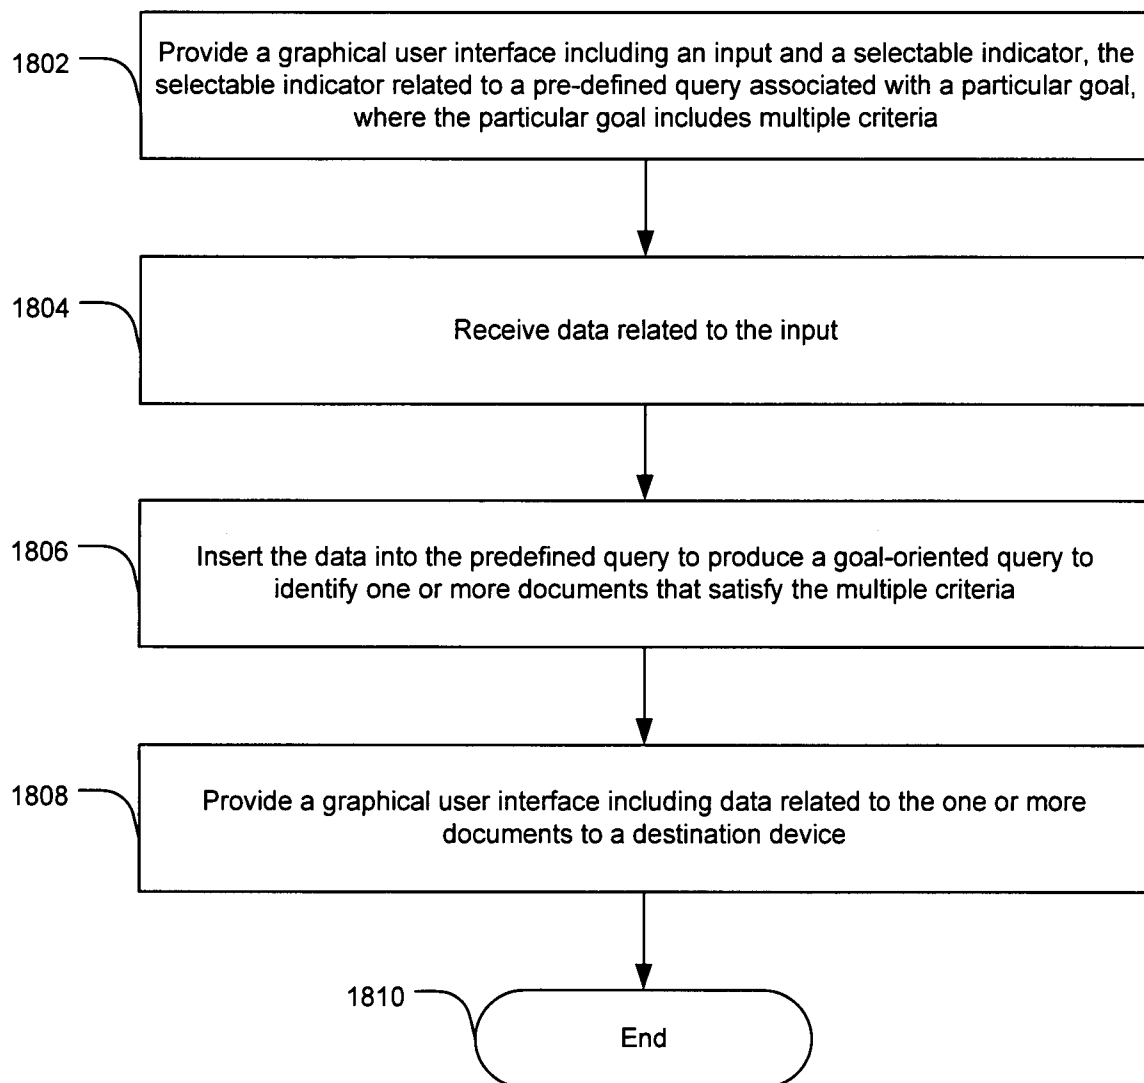 1802
Provide a graphical user interface including an input and a selectable indicator, the
selectable indicator related to a pre-defined query associated with a particular goal,
where the particular goal includes multiple criteria
1804
Receive data related to the input
1806
Insert the data into the predefined query to produce a goal-oriented query to
identify one or more documents that satisfy the multiple criteria
1808
Provide a graphical user interface including data related to the one or more
documents to a destination device
1810
End